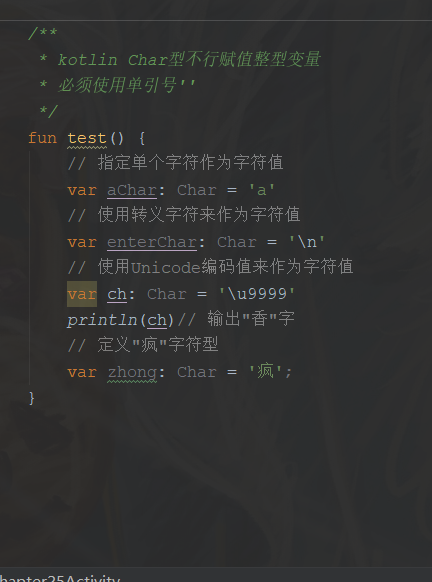 /**
 * kotlin Char型不行赋值整型变量
 * 必须使用单引号''
 */
fun test() {
    // 指定单个字符作为字符值
    var aChar: Char = 'a'
    // 使用转义字符来作为字符值
    var enterChar: Char = '\n'
    // 使用Unicode编码值来作为字符值
    var ch: Char = '\u9999'
    println(ch)// 输出"香"字
    // 定义"疯"字符型
    var zhong: Char = '疯';
}
hapter25Activity